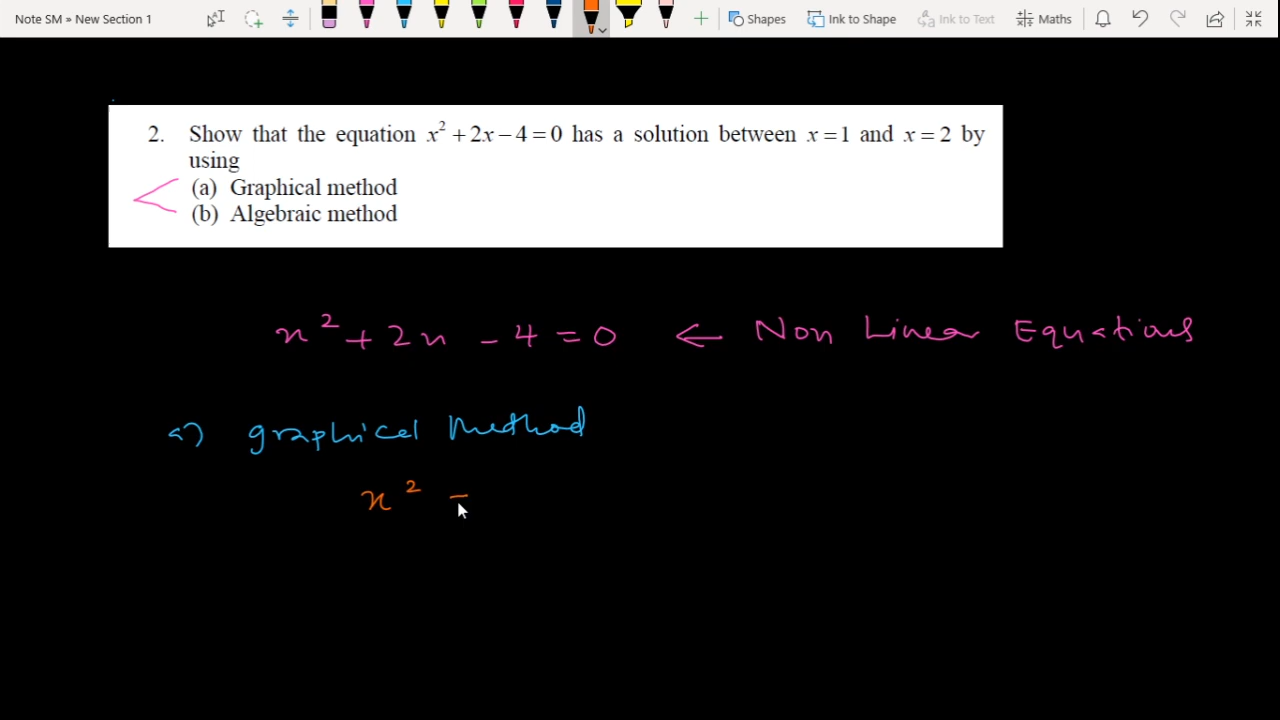 Note SM » New Section 1 Shapes Ink to Shape Ink to Text Maths
2. Show that the equation x² + 2x − 4 = 0 has a solution between x = 1 and x = 2 by
using
(a) Graphical method
(b) Algebraic method
x² + 2x − 4 = 0 ← Non Linear Equations
a) graphical Method
x² =